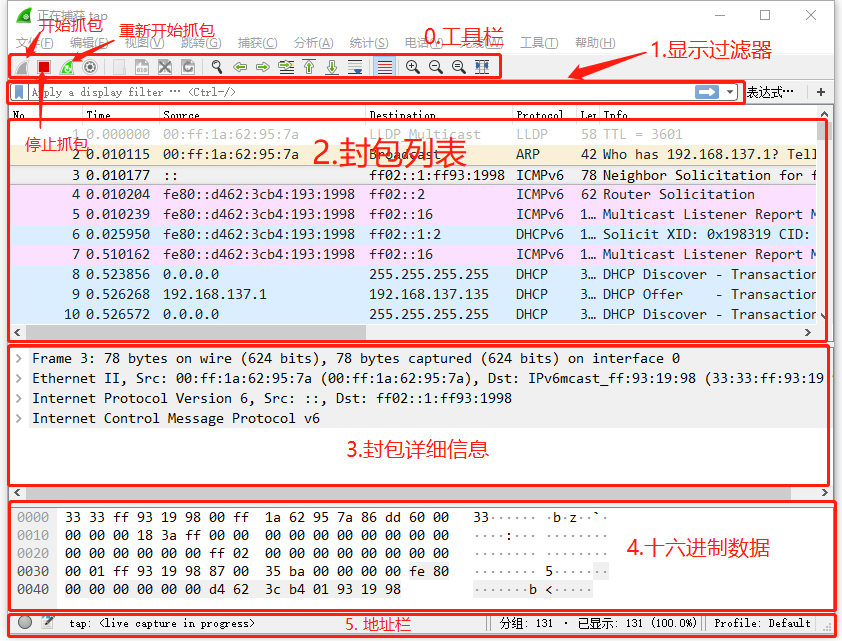 正在捕获 tap
开始抓包
重新开始抓包
0.工具栏
文件(F) 编辑(E) 视图(V) 跳转(G) 捕获(C) 分析(A) 统计(S) 电话(Y) 无线(W) 工具(T) 帮助(H)
1.显示过滤器
Apply a display filter … <Ctrl-/>
表达式…
+
No. Time Source Destination Protocol Len Info
停止抓包
2.封包列表
1 0.000000 00:ff:1a:62:95:7a LLDP_Multicast LLDP 58 TTL = 3601
2 0.010115 00:ff:1a:62:95:7a Broadcast ARP 42 Who has 192.168.137.1? Tell
3 0.010177 :: ff02::1:ff93:1998 ICMPv6 78 Neighbor Solicitation for f
4 0.010204 fe80::d462:3cb4:193:1998 ff02::2 ICMPv6 62 Router Solicitation
5 0.010239 fe80::d462:3cb4:193:1998 ff02::16 ICMPv6 1… Multicast Listener Report M
6 0.025950 fe80::d462:3cb4:193:1998 ff02::1:2 DHCPv6 1… Solicit XID: 0x198319 CID:
7 0.510162 fe80::d462:3cb4:193:1998 ff02::16 ICMPv6 1… Multicast Listener Report M
8 0.523856 0.0.0.0 255.255.255.255 DHCP 3… DHCP Discover - Transaction
9 0.526268 192.168.137.1 192.168.137.135 DHCP 3… DHCP Offer - Transaction
10 0.526572 0.0.0.0 255.255.255.255 DHCP 3… DHCP Discover - Transaction
Frame 3: 78 bytes on wire (624 bits), 78 bytes captured (624 bits) on interface 0
Ethernet II, Src: 00:ff:1a:62:95:7a (00:ff:1a:62:95:7a), Dst: IPv6mcast_ff:93:19:98 (33:33:ff:93:19
Internet Protocol Version 6, Src: ::, Dst: ff02::1:ff93:1998
Internet Control Message Protocol v6
3.封包详细信息
0000 33 33 ff 93 19 98 00 ff 1a 62 95 7a 86 dd 60 00 33······ ·b·z··`·
0010 00 00 00 18 3a ff 00 00 00 00 00 00 00 00 00 00 ····:··· ········
0020 00 00 00 00 00 00 ff 02 00 00 00 00 00 00 00 00 ········ ········
0030 00 01 ff 93 19 98 87 00 35 ba 00 00 00 00 fe 80 ········ 5·······
0040 00 00 00 00 00 00 d4 62 3c b4 01 93 19 98 ·······b <·····
4.十六进制数据
tap: <live capture in progress>
5. 地址栏
分组: 131 · 已显示: 131 (100.0%)
Profile: Default